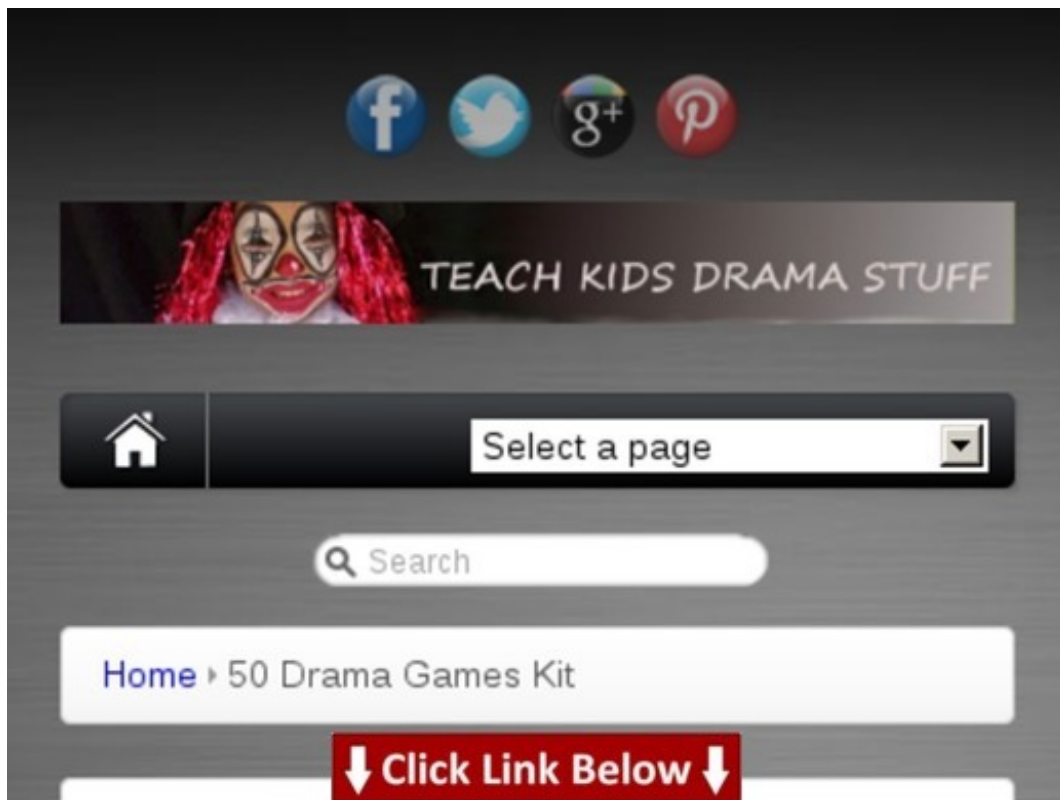 f g+ p
TEACH KIDS DRAMA STUFF
Select a page
Search
Home 50 Drama Games Kit
Click Link Below